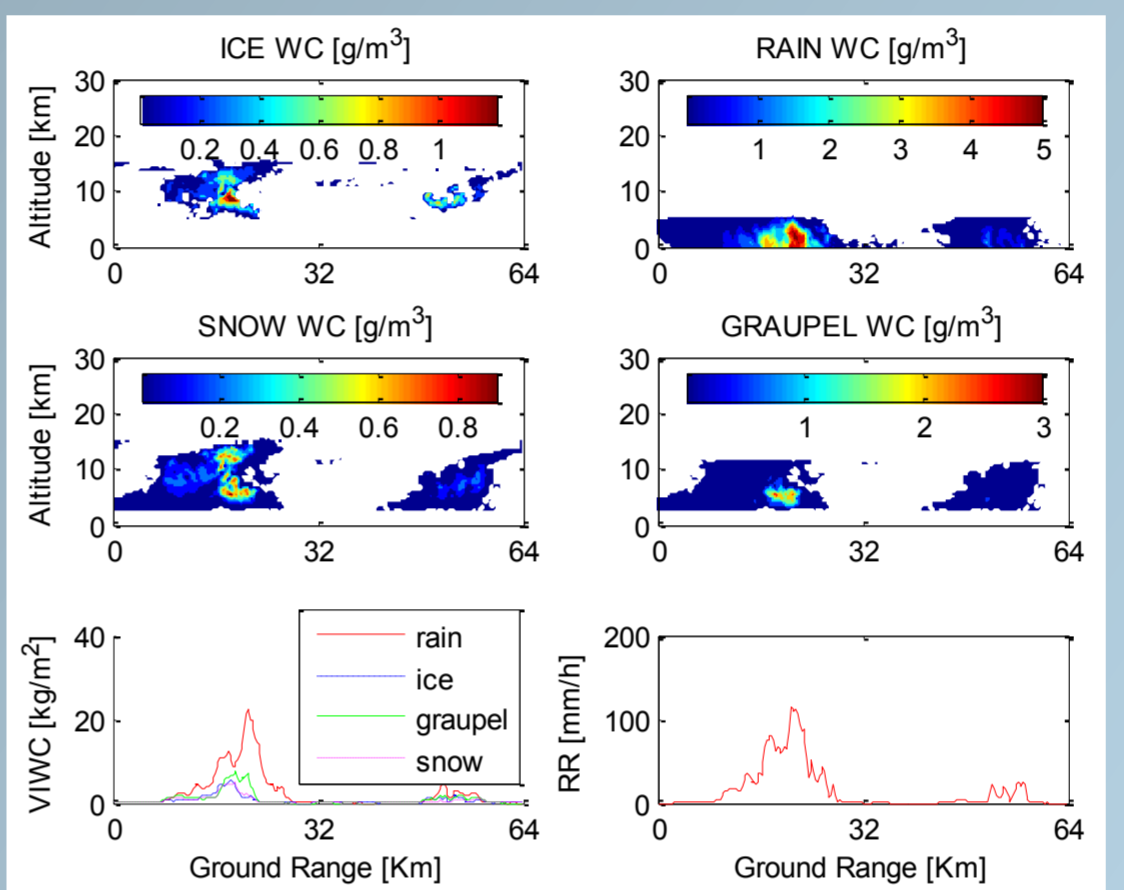 ICE WC [g/m³]
30
20
10
0
Altitude [km]
0.2 0.4 0.6 0.8 1
0 32 64
RAIN WC [g/m³]
30
20
10
0
1 2 3 4 5
0 32 64
SNOW WC [g/m³]
30
20
10
0
Altitude [km]
0.2 0.4 0.6 0.8
0 32 64
GRAUPEL WC [g/m³]
30
20
10
0
1 2 3
0 32 64
40
20
0
VIWC [kg/m²]
rain
ice
graupel
snow
0 32 64
Ground Range [Km]
200
100
0
RR [mm/h]
0 32 64
Ground Range [Km]